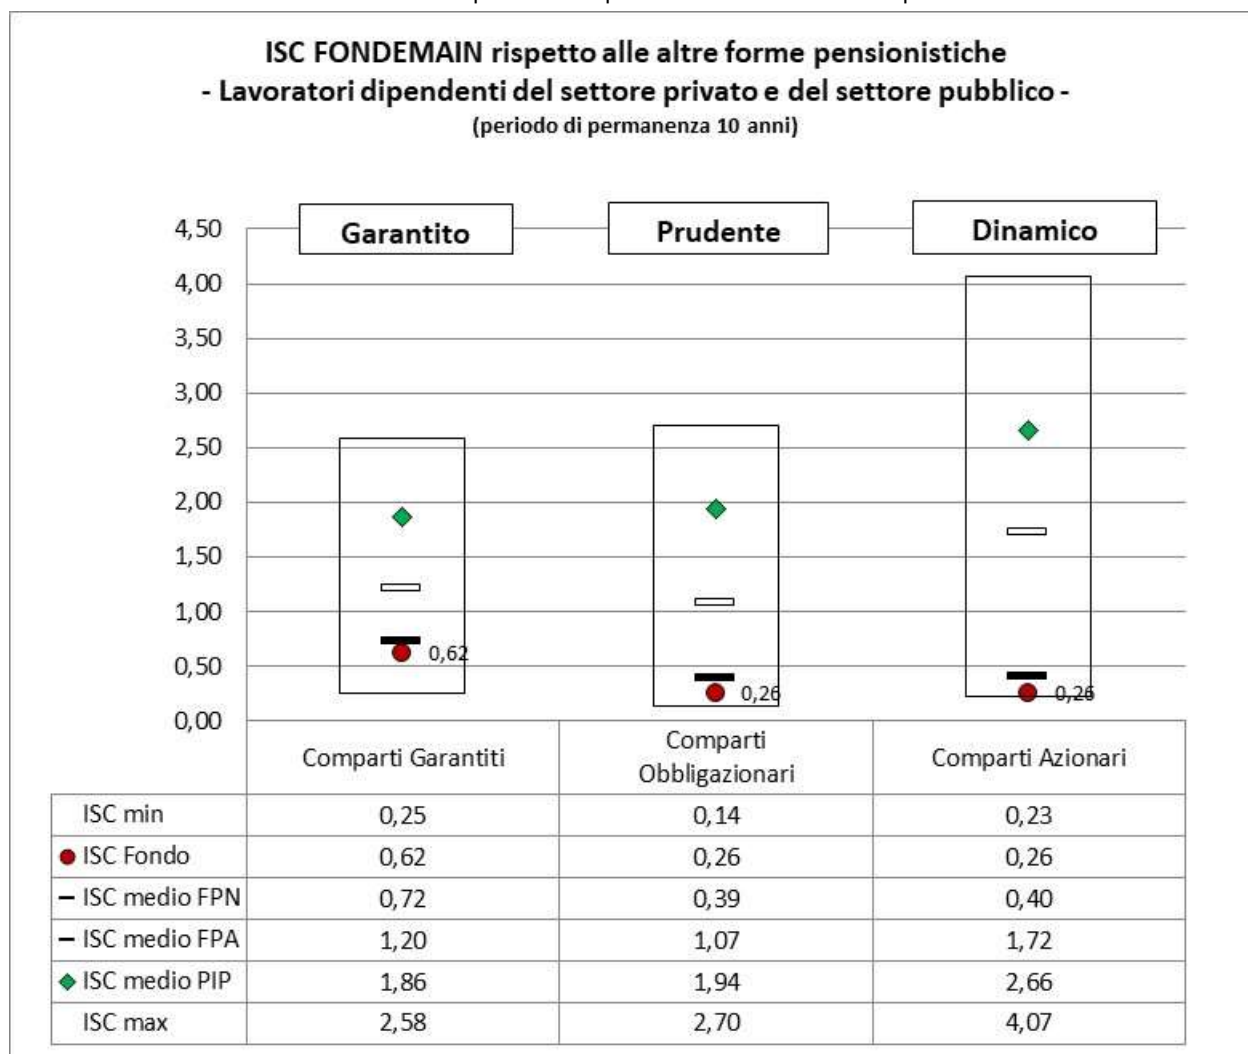 ISC FONDEMAIN rispetto alle altre forme pensionistiche
- Lavoratori dipendenti del settore privato e del settore pubblico -
(periodo di permanenza 10 anni)
Garantito Prudente Dinamico
4,50
4,00
3,50
3,00
2,50
2,00
1,50
1,00
0,50
0,00
0,62
0,26
0,26
Comparti Garantiti
Comparti
Obbligazionari
Comparti Azionari
ISC min 0,25 0,14 0,23
ISC Fondo 0,62 0,26 0,26
ISC medio FPN 0,72 0,39 0,40
ISC medio FPA 1,20 1,07 1,72
ISC medio PIP 1,86 1,94 2,66
ISC max 2,58 2,70 4,07